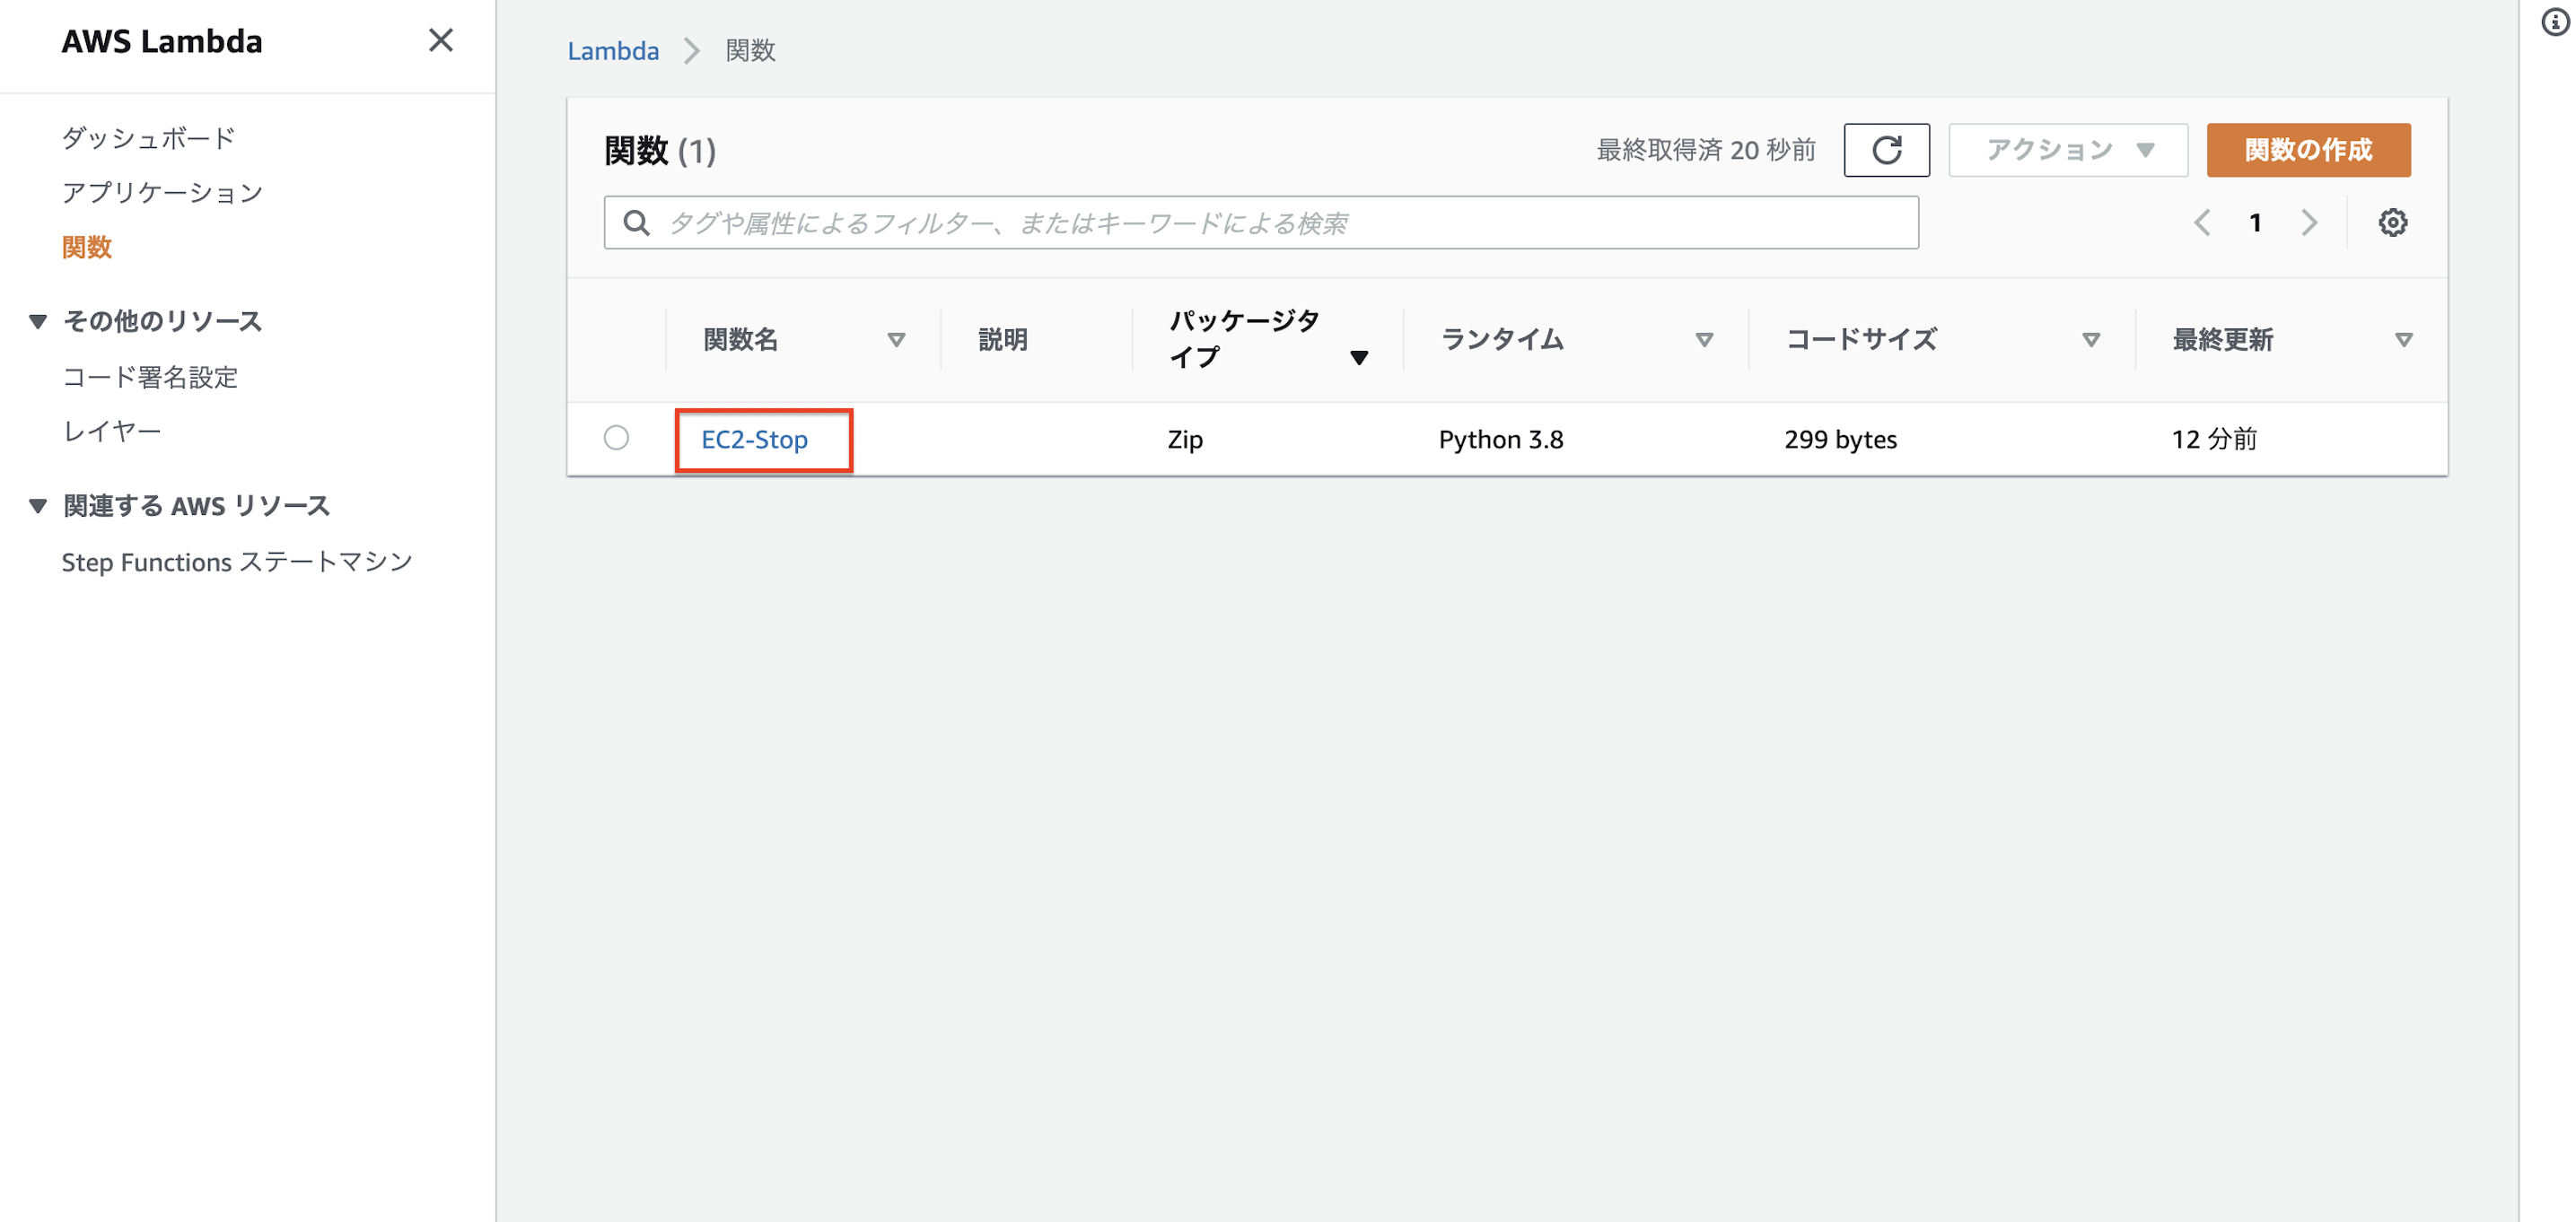 AWS Lambda
ダッシュボード
アプリケーション
関数
その他のリソース
コード署名設定
レイヤー
関連する AWS リソース
Step Functions ステートマシン
Lambda 関数
関数 (1)
最終取得済 20 秒前
アクション
関数の作成
タグや属性によるフィルター、またはキーワードによる検索
1
関数名 説明 パッケージタイプ ランタイム コードサイズ 最終更新
EC2-Stop Zip Python 3.8 299 bytes 12 分前